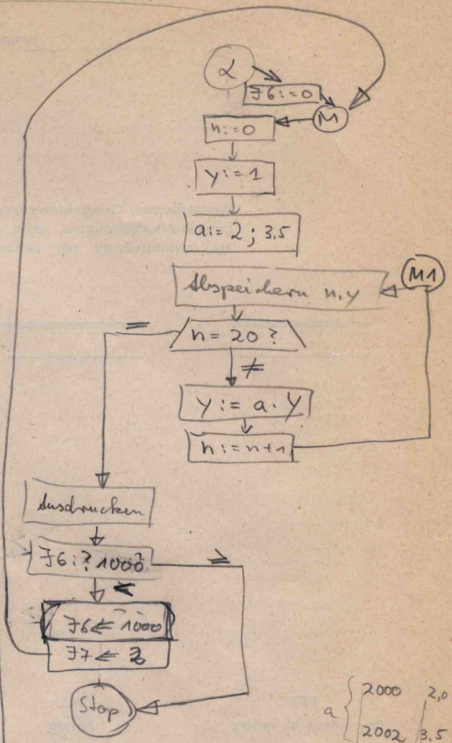 α
J6:=0
M
n:=0
y:=1
a:=2; 3.5
M1
Abspeichern n.y
n=20?
=
≠
y:=a·y
n:=n+1
Ausdrucken
J6:?1000
≥
<
J6⇐1000
J7⇐
Stop
a { 2000 2,0
2002 3.5